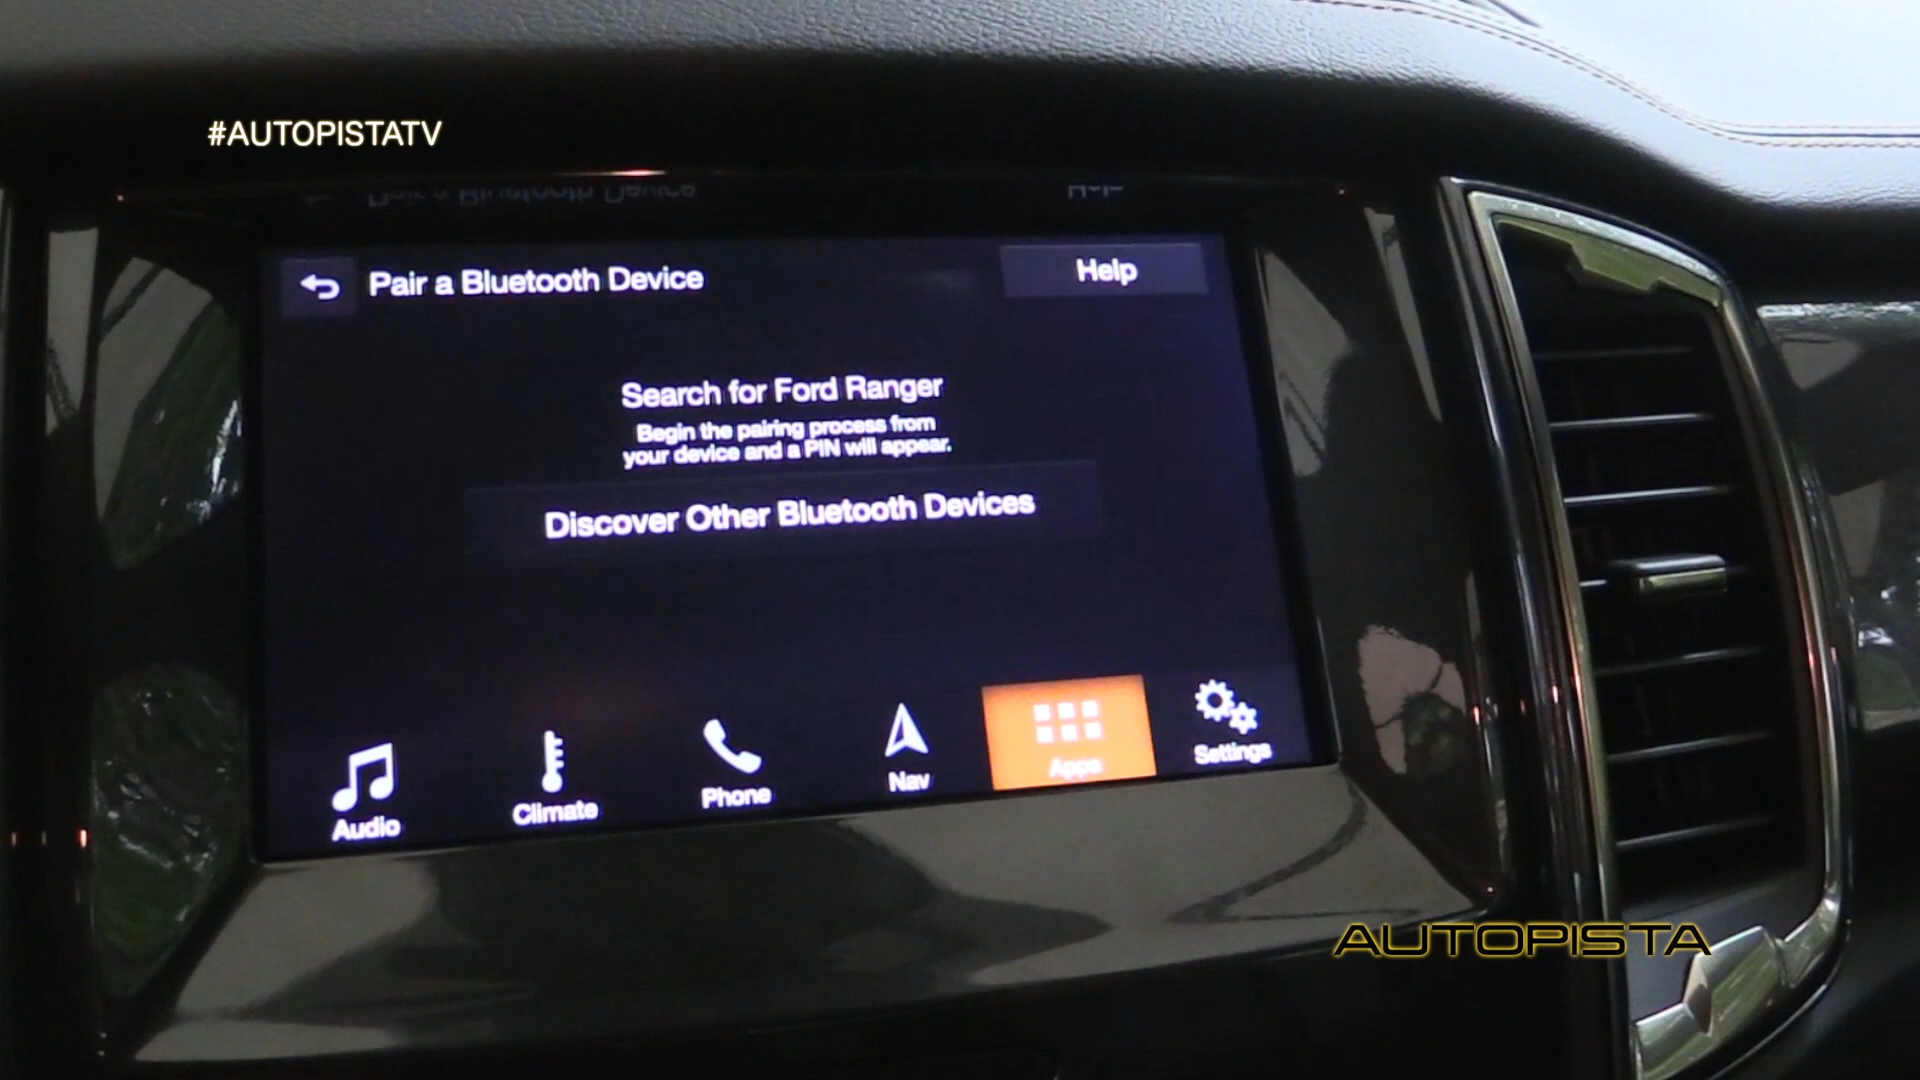 #AUTOPISTATV
Pair a Bluetooth Device
Help
Search for Ford Ranger
Begin the pairing process from
your device and a PIN will appear.
Discover Other Bluetooth Devices
Audio
Climate
Phone
Nav
Apps
Settings
AUTOPISTA